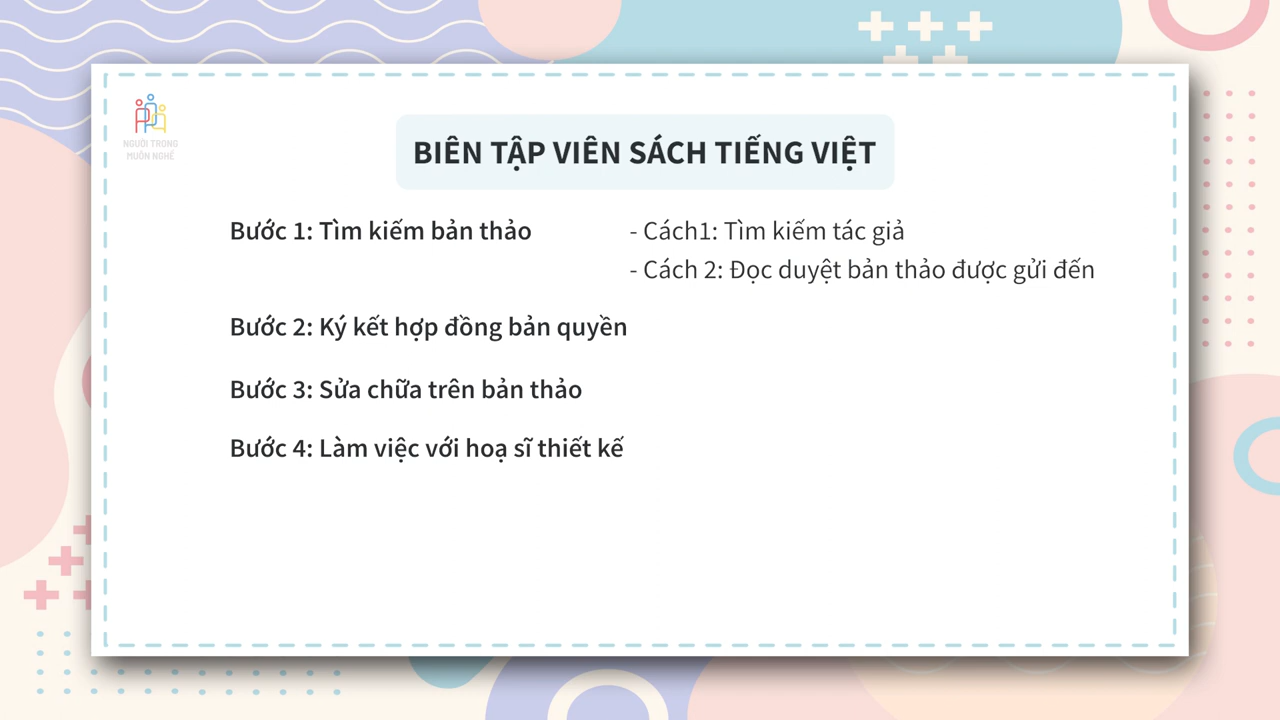 NGƯỜI TRONG
MUÔN NGHỀ
BIÊN TẬP VIÊN SÁCH TIẾNG VIỆT
Bước 1: Tìm kiếm bản thảo
- Cách1: Tìm kiếm tác giả
- Cách 2: Đọc duyệt bản thảo được gửi đến
Bước 2: Ký kết hợp đồng bản quyền
Bước 3: Sửa chữa trên bản thảo
Bước 4: Làm việc với hoạ sĩ thiết kế